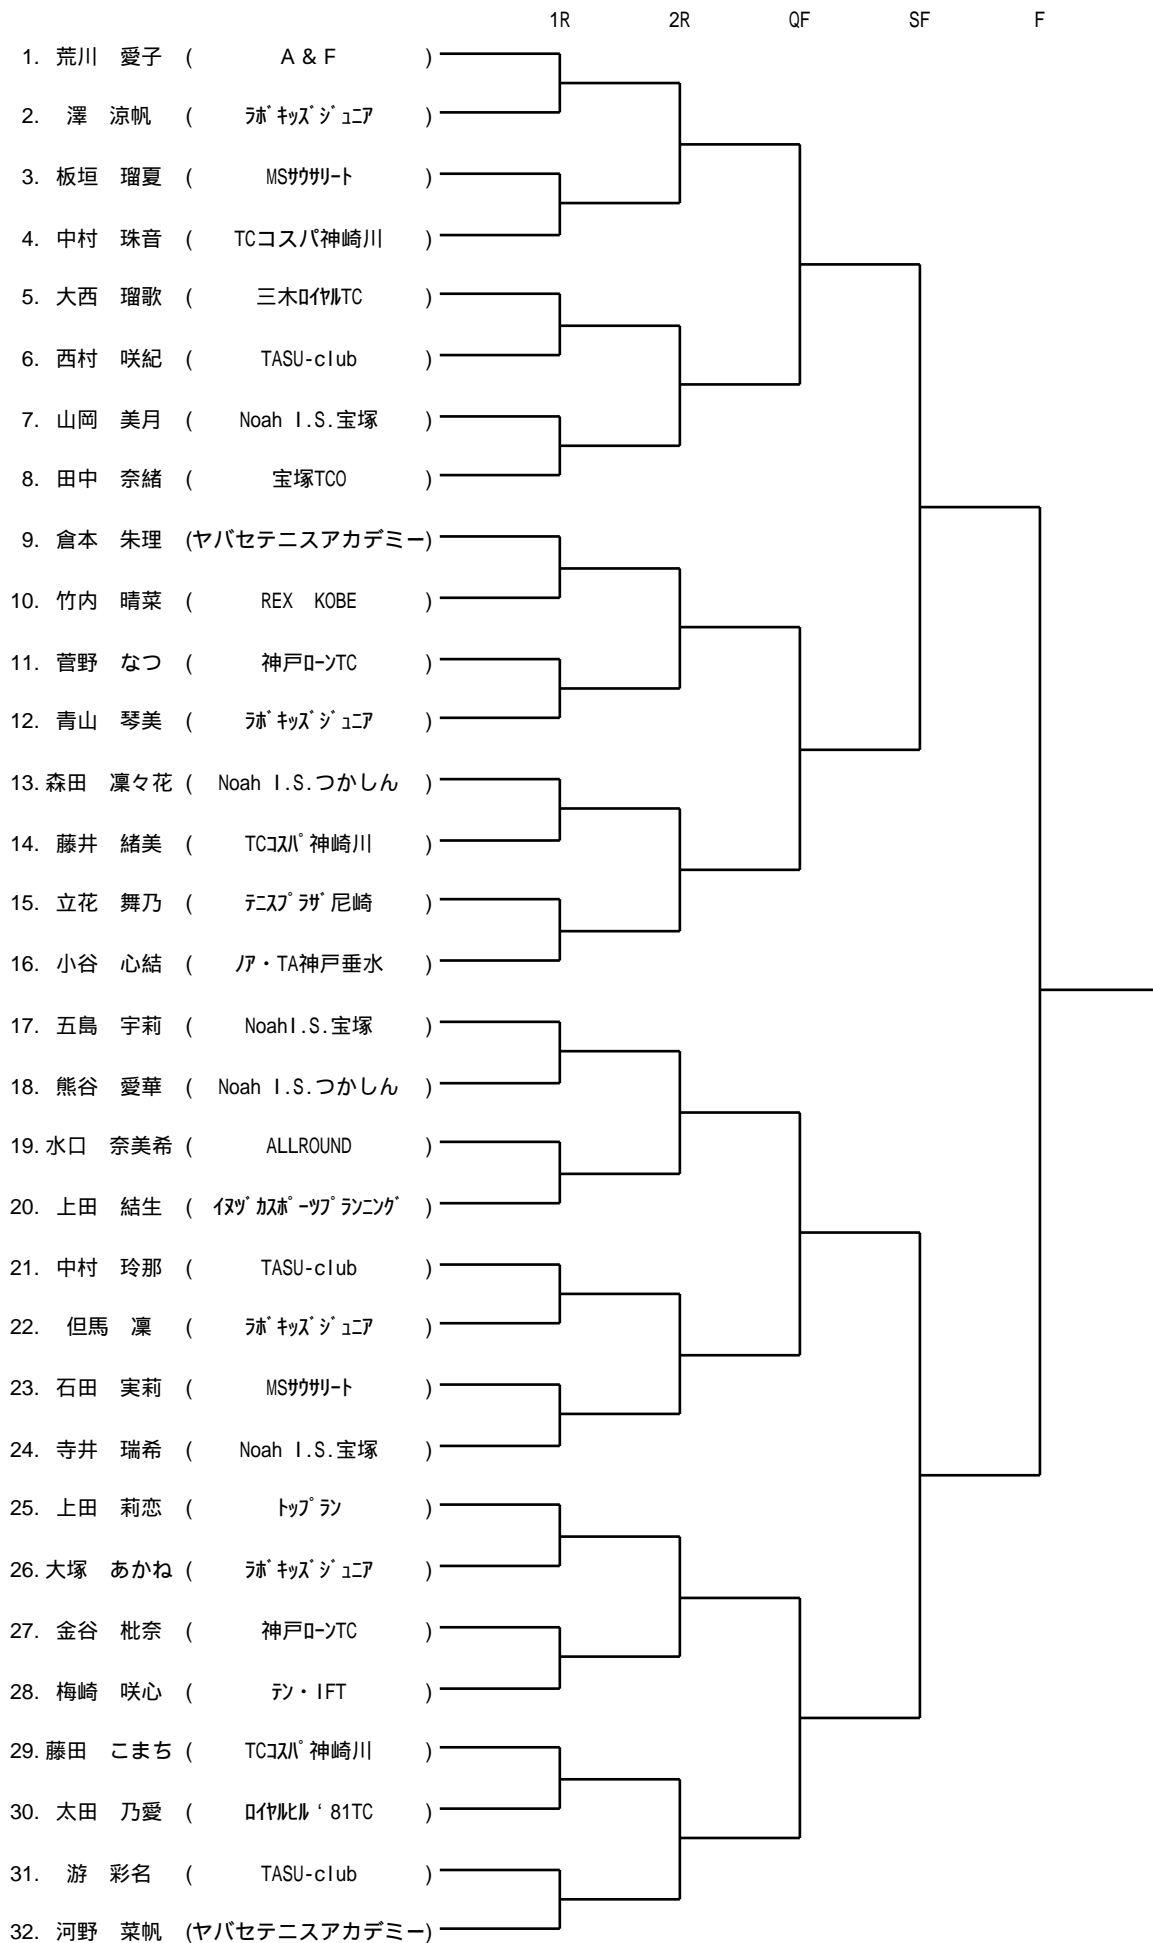 1R 2R QF SF F
1. 荒川　愛子 ( A & F )
2. 澤　涼帆 ( ﾗﾎﾞｷｯｽﾞｼﾞｭﾆｱ )
3. 板垣　瑠夏 ( MSｻｳｻﾘｰﾄ )
4. 中村　珠音 ( TCコスパ神崎川 )
5. 大西　瑠歌 ( 三木ﾛｲﾔﾙTC )
6. 西村　咲紀 ( TASU-club )
7. 山岡　美月 ( Noah I.S.宝塚 )
8. 田中　奈緒 ( 宝塚TCO )
9. 倉本　朱理 (ヤバセテニスアカデミー)
10. 竹内　晴菜 ( REX　KOBE )
11. 菅野　なつ ( 神戸ﾛｰﾝTC )
12. 青山　琴美 ( ﾗﾎﾞｷｯｽﾞｼﾞｭﾆｱ )
13. 森田　凜々花 ( Noah I.S.つかしん )
14. 藤井　緒美 ( TCｺｽﾊﾟ神崎川 )
15. 立花　舞乃 ( ﾃﾆｽﾌﾟﾗｻﾞ尼崎 )
16. 小谷　心結 ( ﾉｱ・TA神戸垂水 )
17. 五島　宇莉 ( NoahI.S.宝塚 )
18. 熊谷　愛華 ( Noah I.S.つかしん )
19. 水口　奈美希 ( ALLROUND )
20. 上田　結生 ( ｲﾇﾂﾞｶｽﾎﾟｰﾂﾌﾟﾗﾝﾆﾝｸﾞ )
21. 中村　玲那 ( TASU-club )
22. 但馬　凜 ( ﾗﾎﾞｷｯｽﾞｼﾞｭﾆｱ )
23. 石田　実莉 ( MSｻｳｻﾘｰﾄ )
24. 寺井　瑞希 ( Noah I.S.宝塚 )
25. 上田　莉恋 ( ﾄｯﾌﾟﾗﾝ )
26. 大塚　あかね ( ﾗﾎﾞｷｯｽﾞｼﾞｭﾆｱ )
27. 金谷　枇奈 ( 神戸ﾛｰﾝTC )
28. 梅崎　咲心 ( ﾃﾝ・IFT )
29. 藤田　こまち ( TCｺｽﾊﾟ神崎川 )
30. 太田　乃愛 ( ﾛｲﾔﾙﾋﾙ‘81TC )
31. 游　彩名 ( TASU-club )
32. 河野　菜帆 (ヤバセテニスアカデミー)